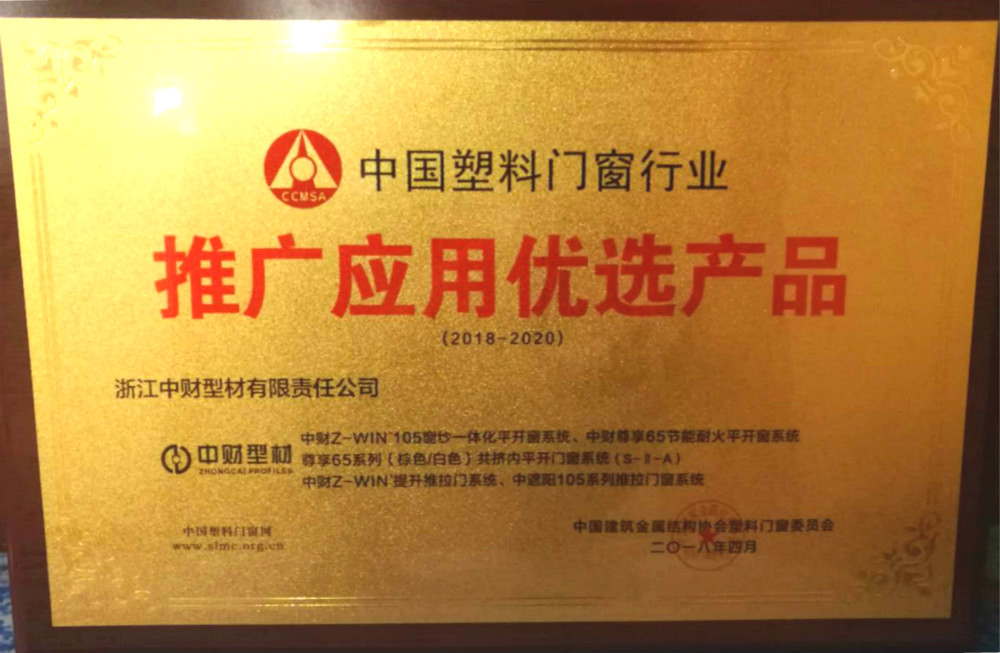 CCMSA
中国塑料门窗行业
推广应用优选产品
(2018-2020)
浙江中财型材有限责任公司
中财型材
ZHONGCAI PROFILES
中财Z-WIN 105窗纱一体化平开窗系统、中财尊享65节能耐火平开窗系统
尊享65系列(棕色/白色)共挤内平开门窗系统(S-Ⅱ-A)
中财Z-WIN 提升推拉门系统、中遮阳105系列推拉门窗系统
中国塑料门窗网
www.slmc.org.cn
中国建筑金属结构协会塑料门窗委员会
二〇一八年四月